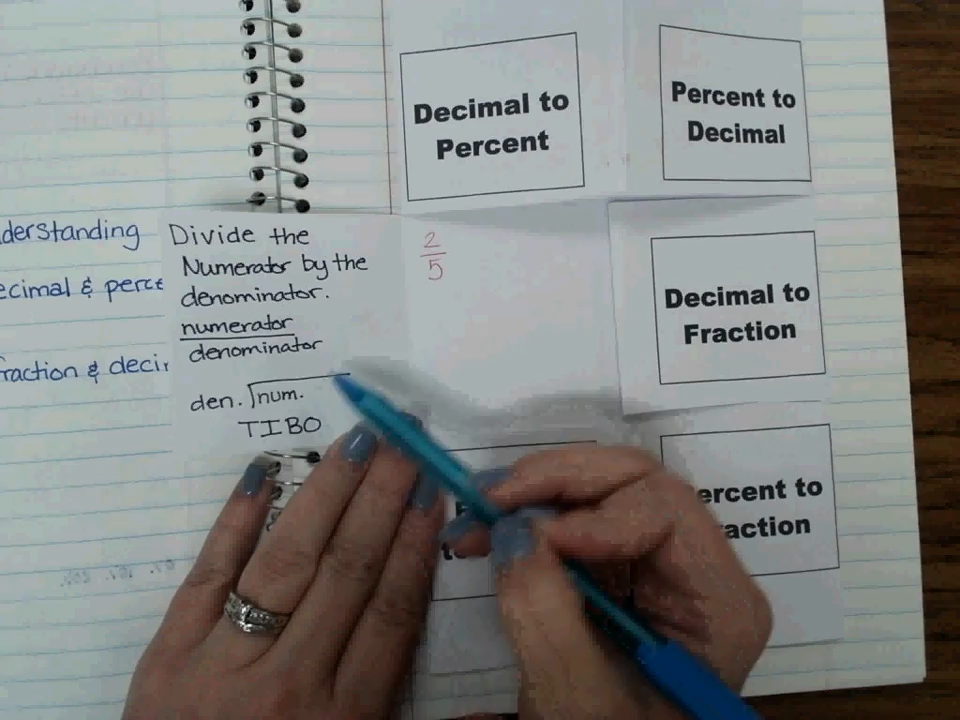 Decimal to
Percent
Percent to
Decimal
derstanding
ecimal & perce
raction & decin
Divide the
Numerator by the
denominator.
numerator
denominator
den. num.
TIBO
2
5
Decimal to
Fraction
ercent to
action